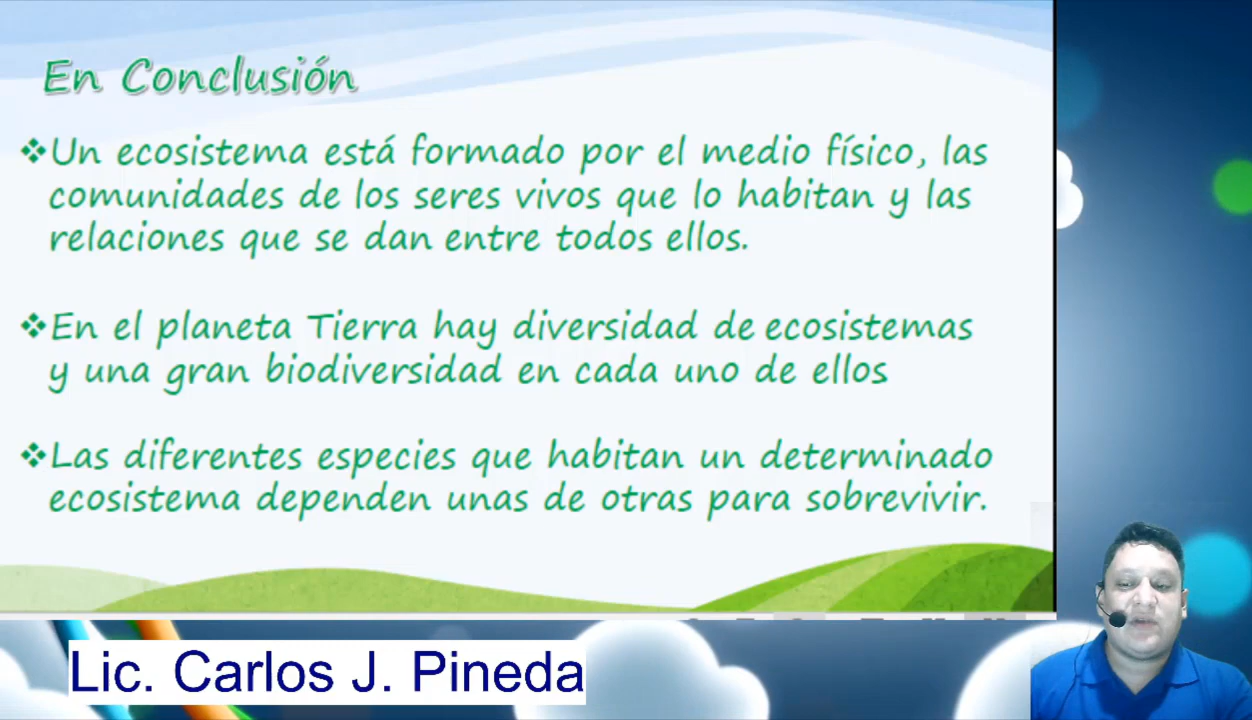 En Conclusión
❖Un ecosistema está formado por el medio físico, las
comunidades de los seres vivos que lo habitan y las
relaciones que se dan entre todos ellos.
❖En el planeta Tierra hay diversidad de ecosistemas
y una gran biodiversidad en cada uno de ellos
❖Las diferentes especies que habitan un determinado
ecosistema dependen unas de otras para sobrevivir.
Lic. Carlos J. Pineda